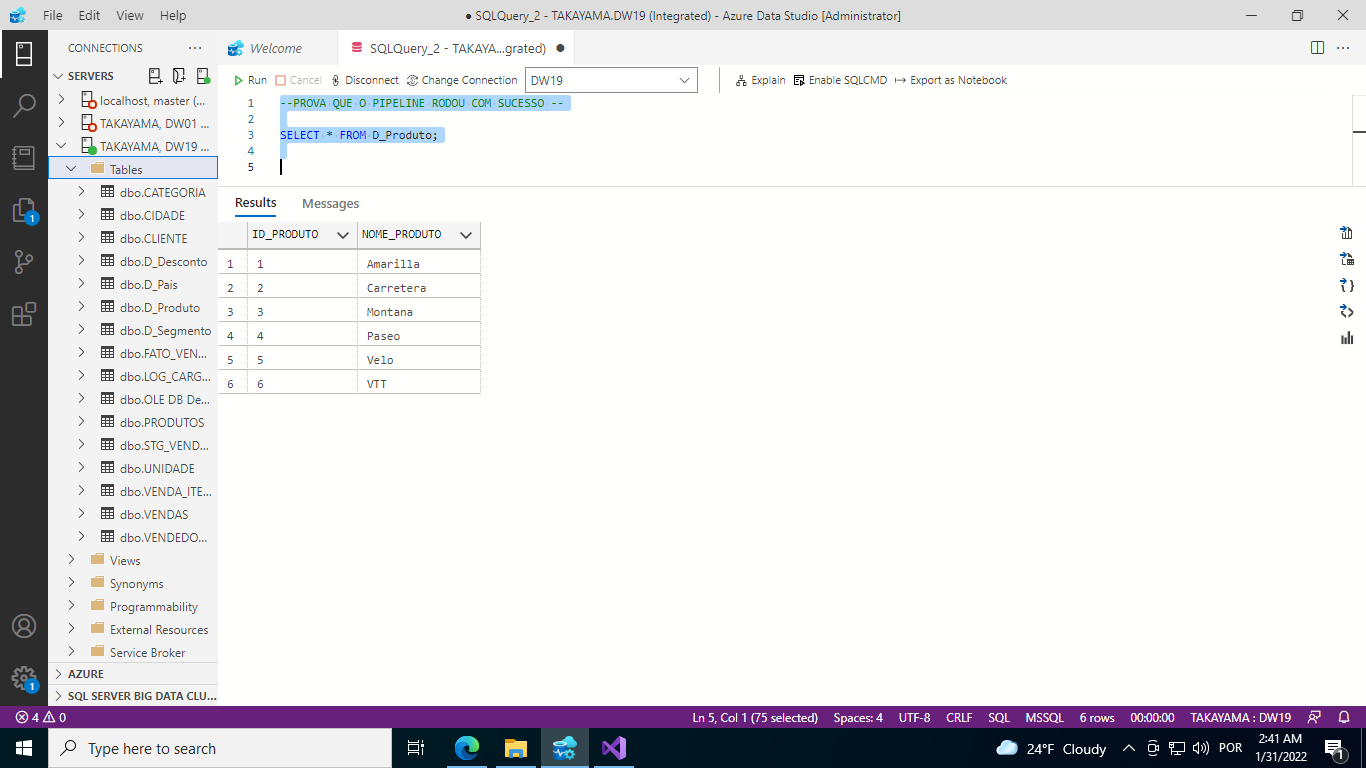 File Edit View Help
● SQLQuery_2 - TAKAYAMA.DW19 (Integrated) - Azure Data Studio [Administrator]
CONNECTIONS
SERVERS
localhost, master (...
TAKAYAMA, DW01 ...
TAKAYAMA, DW19 ...
Tables
dbo.CATEGORIA
dbo.CIDADE
dbo.CLIENTE
dbo.D_Desconto
dbo.D_Pais
dbo.D_Produto
dbo.D_Segmento
dbo.FATO_VEN...
dbo.LOG_CARG...
dbo.OLE DB De...
dbo.PRODUTOS
dbo.STG_VEND...
dbo.UNIDADE
dbo.VENDA_ITE...
dbo.VENDAS
dbo.VENDEDO...
Views
Synonyms
Programmability
External Resources
Service Broker
AZURE
SQL SERVER BIG DATA CLU...
1
1
Welcome
SQLQuery_2 - TAKAYA...grated) ●
Run Cancel Disconnect Change Connection DW19 Explain Enable SQLCMD Export as Notebook
1 --PROVA QUE O PIPELINE RODOU COM SUCESSO --
2
3 SELECT * FROM D_Produto;
4
5
Results Messages
ID_PRODUTO NOME_PRODUTO
1 1 Amarilla
2 2 Carretera
3 3 Montana
4 4 Paseo
5 5 Velo
6 6 VTT
4 0
Ln 5, Col 1 (75 selected) Spaces: 4 UTF-8 CRLF SQL MSSQL 6 rows 00:00:00 TAKAYAMA : DW19
Type here to search
24°F Cloudy
POR
2:41 AM
1/31/2022
1